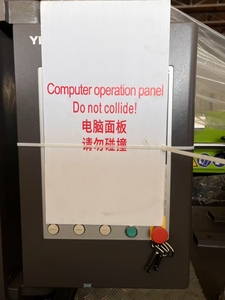 Computer operation panel
Do not collide!
电脑面板
请勿碰撞